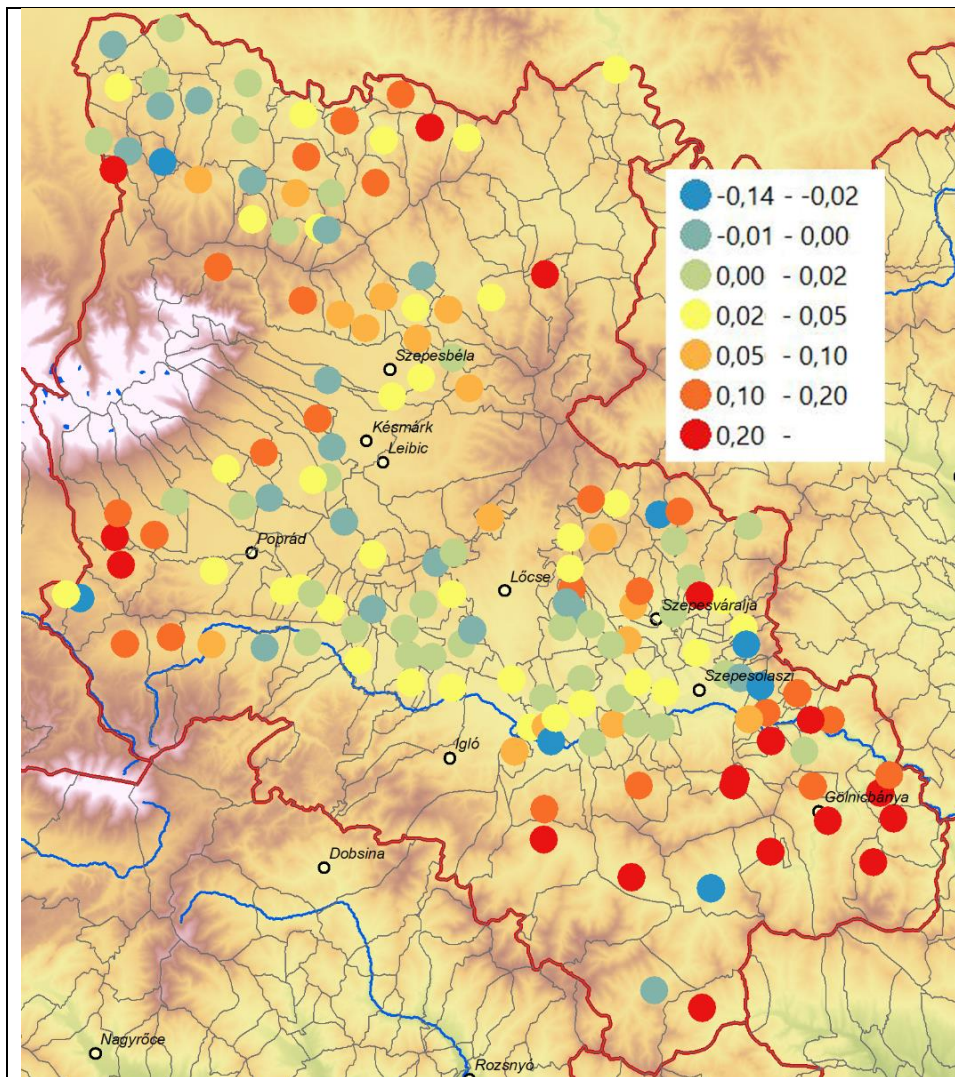 -0,14 - -0,02
-0,01 - 0,00
0,00 - 0,02
0,02 - 0,05
0,05 - 0,10
0,10 - 0,20
0,20 -
Szepesbéla
Késmárk
Leibic
Poprád
Lőcse
Szepesváralja
Szepesolaszi
Igló
Gölnicbánya
Dobsina
Nagyrőce
Rozsnyó